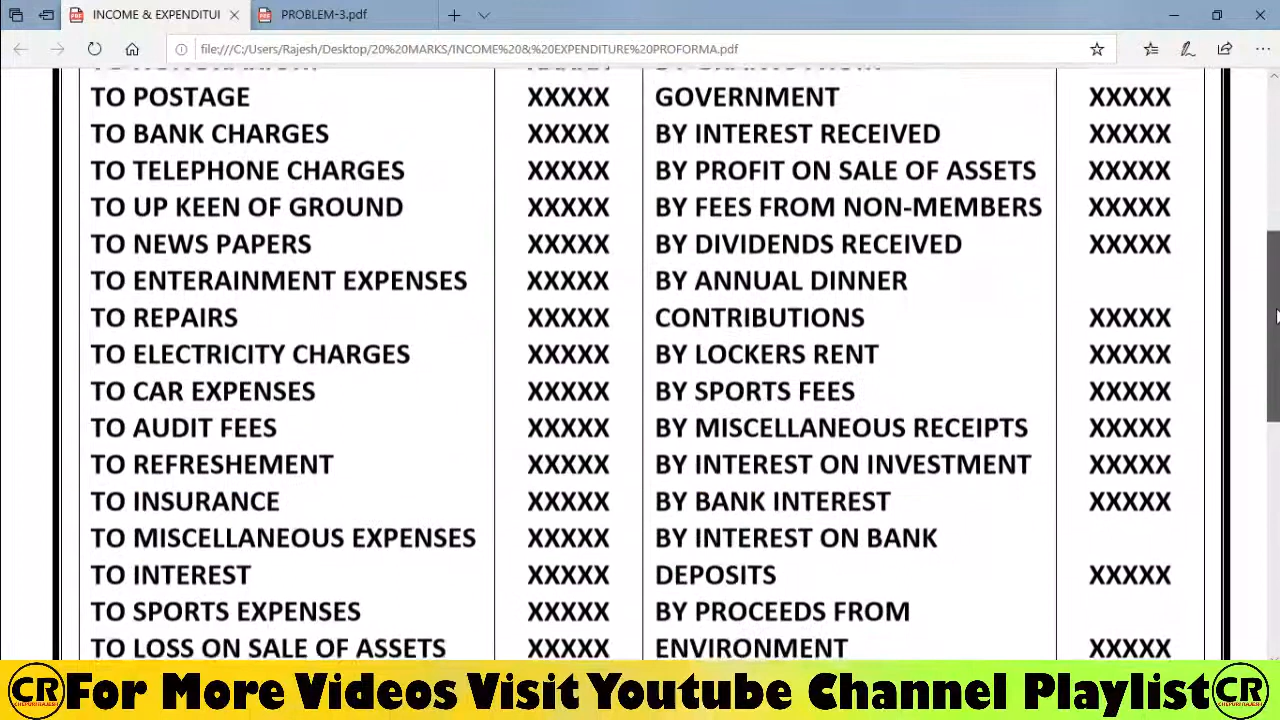 INCOME & EXPENDITUI
PROBLEM-3.pdf
file:///C:/Users/Rajesh/Desktop/20%20MARKS/INCOME%20&%20EXPENDITURE%20PROFORMA.pdf
TO POSTAGE XXXXX GOVERNMENT XXXXX
TO BANK CHARGES XXXXX BY INTEREST RECEIVED XXXXX
TO TELEPHONE CHARGES XXXXX BY PROFIT ON SALE OF ASSETS XXXXX
TO UP KEEN OF GROUND XXXXX BY FEES FROM NON-MEMBERS XXXXX
TO NEWS PAPERS XXXXX BY DIVIDENDS RECEIVED XXXXX
TO ENTERAINMENT EXPENSES XXXXX BY ANNUAL DINNER
TO REPAIRS XXXXX CONTRIBUTIONS XXXXX
TO ELECTRICITY CHARGES XXXXX BY LOCKERS RENT XXXXX
TO CAR EXPENSES XXXXX BY SPORTS FEES XXXXX
TO AUDIT FEES XXXXX BY MISCELLANEOUS RECEIPTS XXXXX
TO REFRESHEMENT XXXXX BY INTEREST ON INVESTMENT XXXXX
TO INSURANCE XXXXX BY BANK INTEREST XXXXX
TO MISCELLANEOUS EXPENSES XXXXX BY INTEREST ON BANK
TO INTEREST XXXXX DEPOSITS XXXXX
TO SPORTS EXPENSES XXXXX BY PROCEEDS FROM
TO LOSS ON SALE OF ASSETS XXXXX ENVIRONMENT XXXXX
CR CHEPURI RAJESH For More Videos Visit Youtube Channel Playlist CR CHEPURI RAJESH